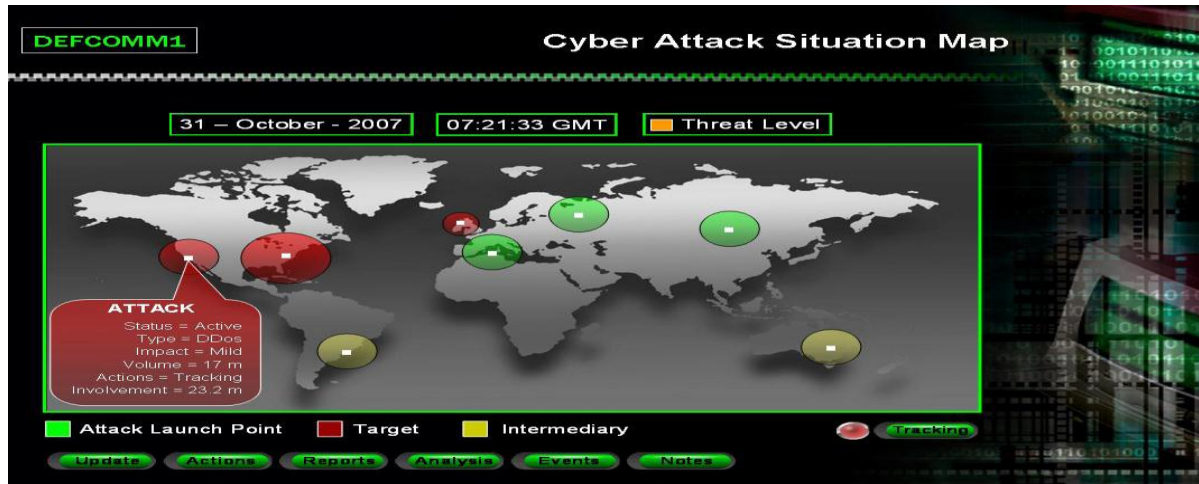 DEFCOMM1
Cyber Attack Situation Map
31 – October - 2007
07:21:33 GMT
Threat Level
ATTACK
Status = Active
Type = DDos
Impact = Mild
Volume = 17 m
Actions = Tracking
Involvement = 23.2 m
Attack Launch Point
Target
Intermediary
Tracking
Update
Actions
Reports
Analysis
Events
Notes